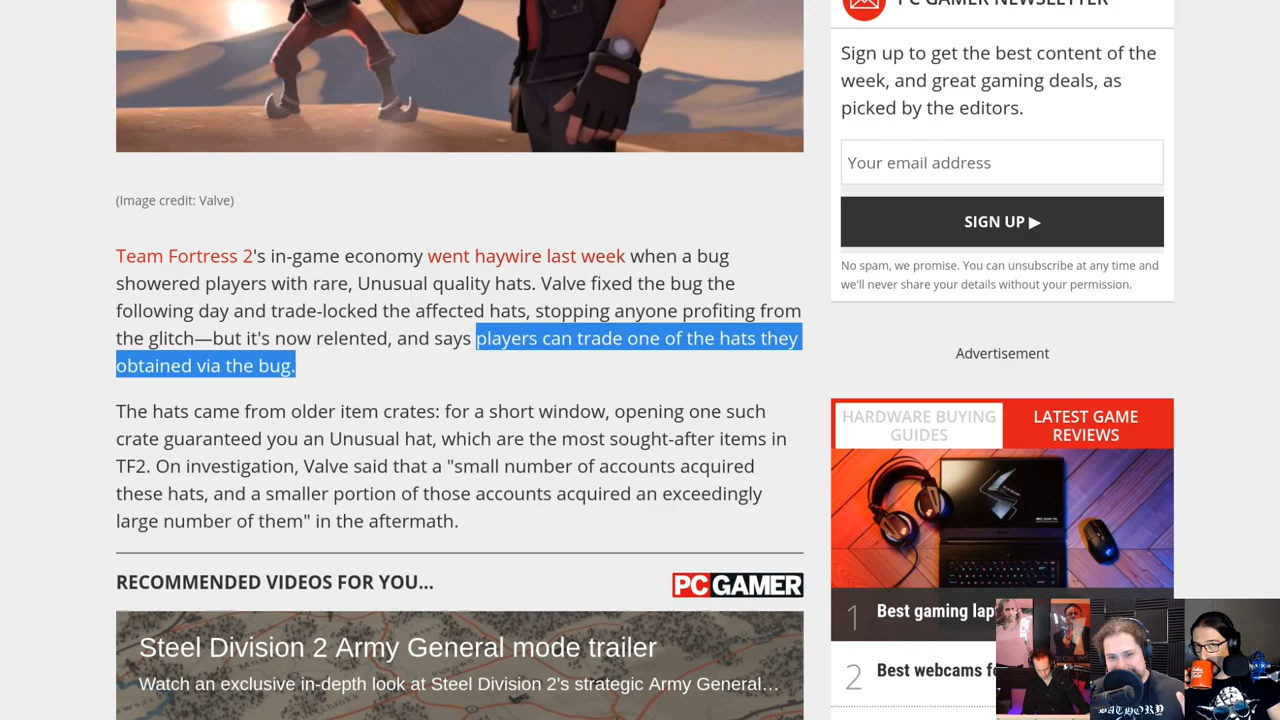 PC GAMER NEWSLETTER
Sign up to get the best content of the
week, and great gaming deals, as
picked by the editors.
Your email address
SIGN UP ▶
No spam, we promise. You can unsubscribe at any time and
we'll never share your details without your permission.
(Image credit: Valve)
Team Fortress 2's in-game economy went haywire last week when a bug
showered players with rare, Unusual quality hats. Valve fixed the bug the
following day and trade-locked the affected hats, stopping anyone profiting from
the glitch—but it's now relented, and says players can trade one of the hats they
obtained via the bug.
The hats came from older item crates: for a short window, opening one such
crate guaranteed you an Unusual hat, which are the most sought-after items in
TF2. On investigation, Valve said that a "small number of accounts acquired
these hats, and a smaller portion of those accounts acquired an exceedingly
large number of them" in the aftermath.
RECOMMENDED VIDEOS FOR YOU...
PC GAMER
Steel Division 2 Army General mode trailer
Watch an exclusive in-depth look at Steel Division 2's strategic Army General...
Advertisement
HARDWARE BUYING
GUIDES
LATEST GAME
REVIEWS
1 Best gaming lap
2 Best webcams fo
BATHORY